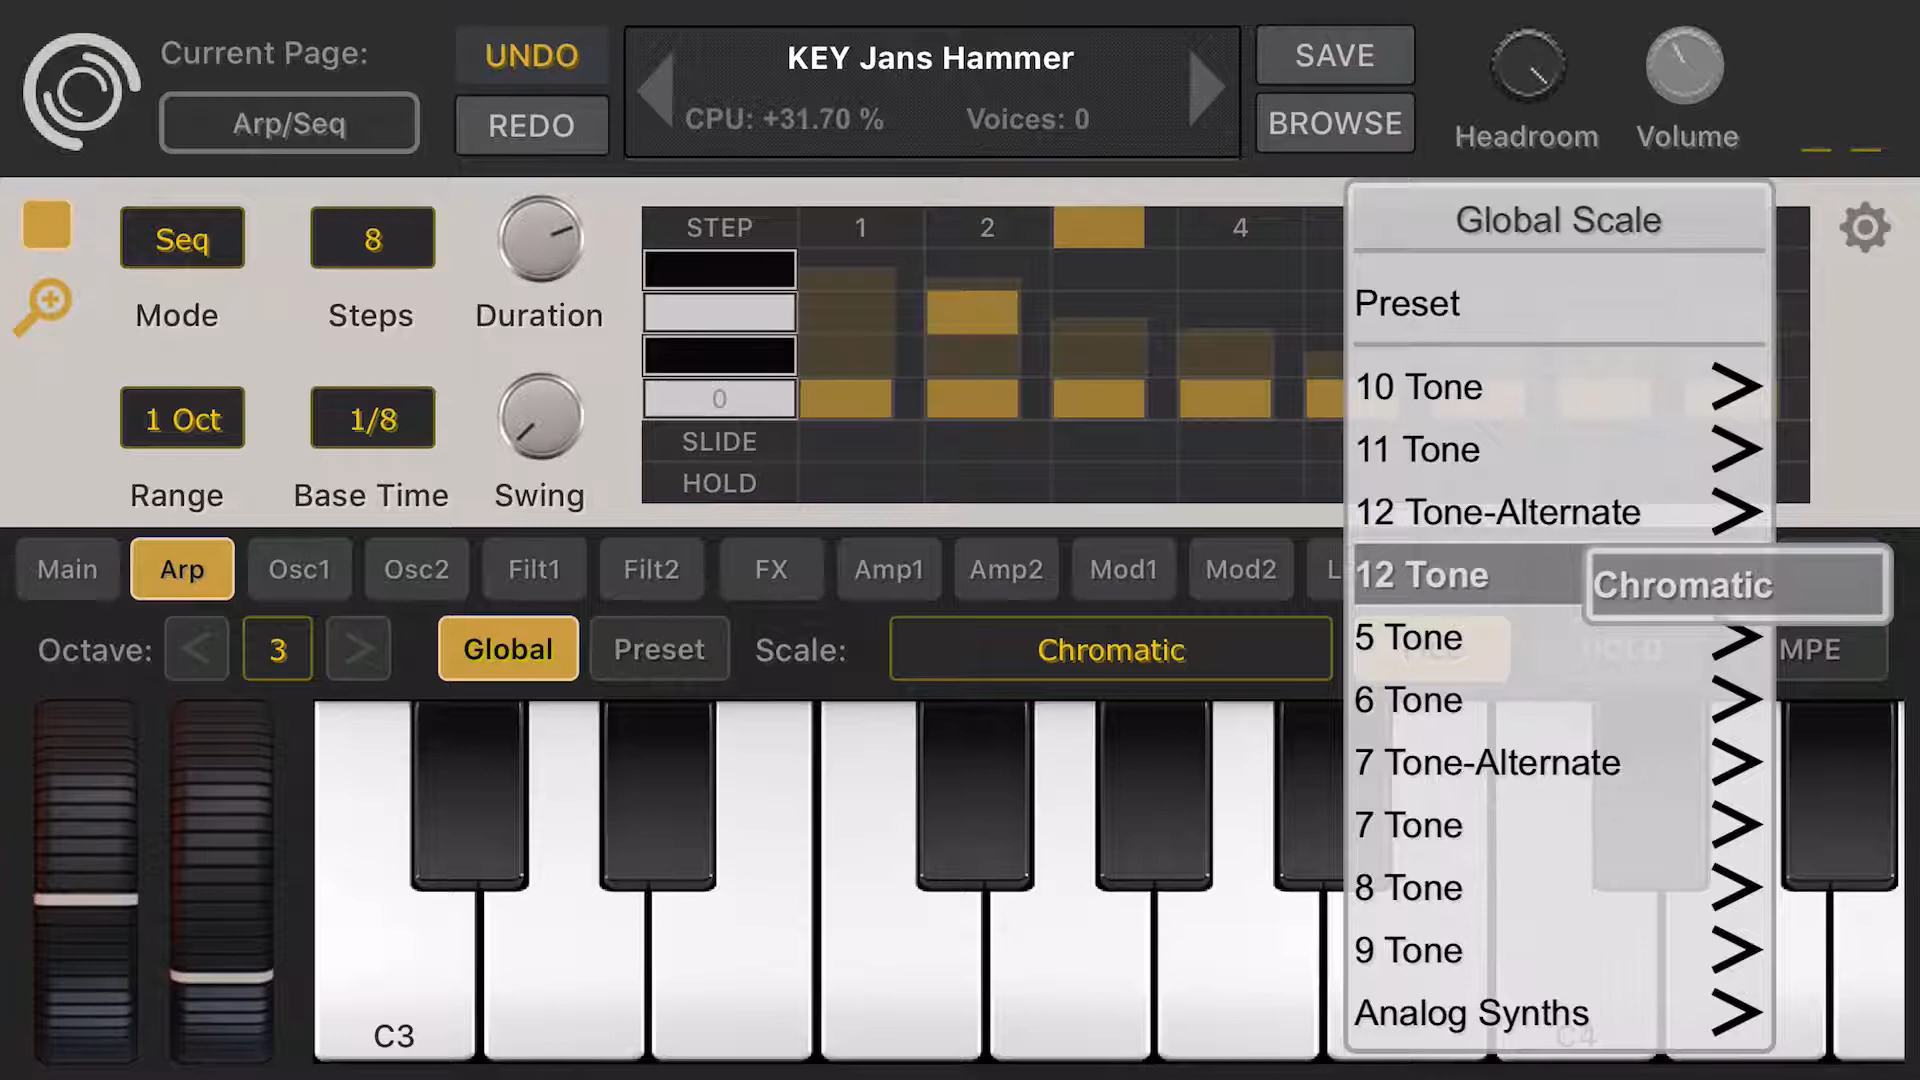 Current Page:
Arp/Seq
UNDO
REDO
KEY Jans Hammer
CPU: +31.70 %
Voices: 0
SAVE
BROWSE
Headroom
Volume
Seq
Mode
8
Steps
Duration
1 Oct
Range
1/8
Base Time
Swing
STEP
1
2
4
0
SLIDE
HOLD
Global Scale
Preset
10 Tone >
11 Tone >
12 Tone-Alternate >
12 Tone
Chromatic
5 Tone >
6 Tone >
7 Tone-Alternate >
7 Tone >
8 Tone >
9 Tone >
Analog Synths >
Main
Arp
Osc1
Osc2
Filt1
Filt2
FX
Amp1
Amp2
Mod1
Mod2
L
Octave:
<
3
>
Global
Preset
Scale:
Chromatic
HOLD
MPE
C3
C4